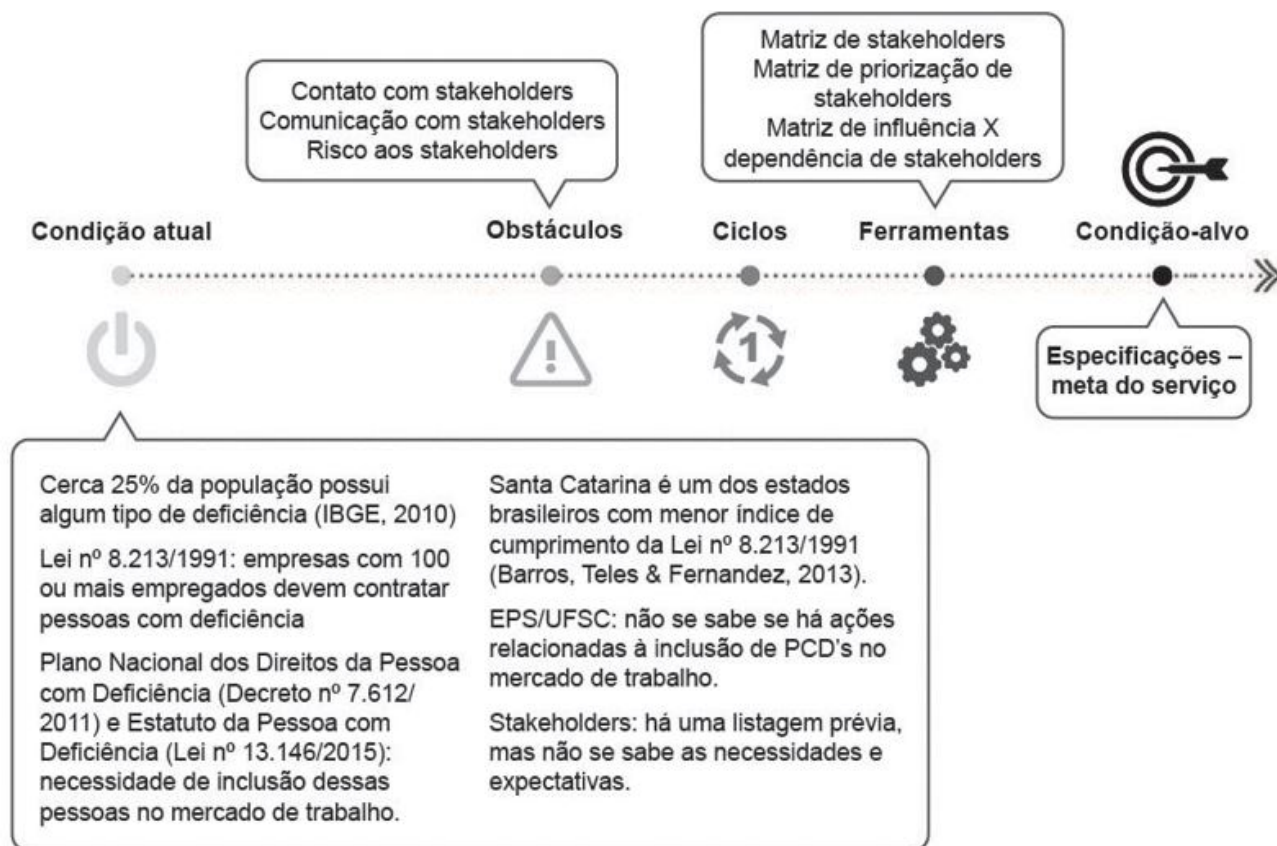 Contato com stakeholders
Comunicação com stakeholders
Risco aos stakeholders
Matriz de stakeholders
Matriz de priorização de
stakeholders
Matriz de influência X
dependência de stakeholders
Condição atual
Obstáculos
Ciclos
Ferramentas
Condição-alvo
1
Especificações –
meta do serviço
Cerca 25% da população possui
algum tipo de deficiência (IBGE, 2010)
Lei nº 8.213/1991: empresas com 100
ou mais empregados devem contratar
pessoas com deficiência
Plano Nacional dos Direitos da Pessoa
com Deficiência (Decreto nº 7.612/
2011) e Estatuto da Pessoa com
Deficiência (Lei nº 13.146/2015):
necessidade de inclusão dessas
pessoas no mercado de trabalho.
Santa Catarina é um dos estados
brasileiros com menor índice de
cumprimento da Lei nº 8.213/1991
(Barros, Teles & Fernandez, 2013).
EPS/UFSC: não se sabe se há ações
relacionadas à inclusão de PCD's no
mercado de trabalho.
Stakeholders: há uma listagem prévia,
mas não se sabe as necessidades e
expectativas.